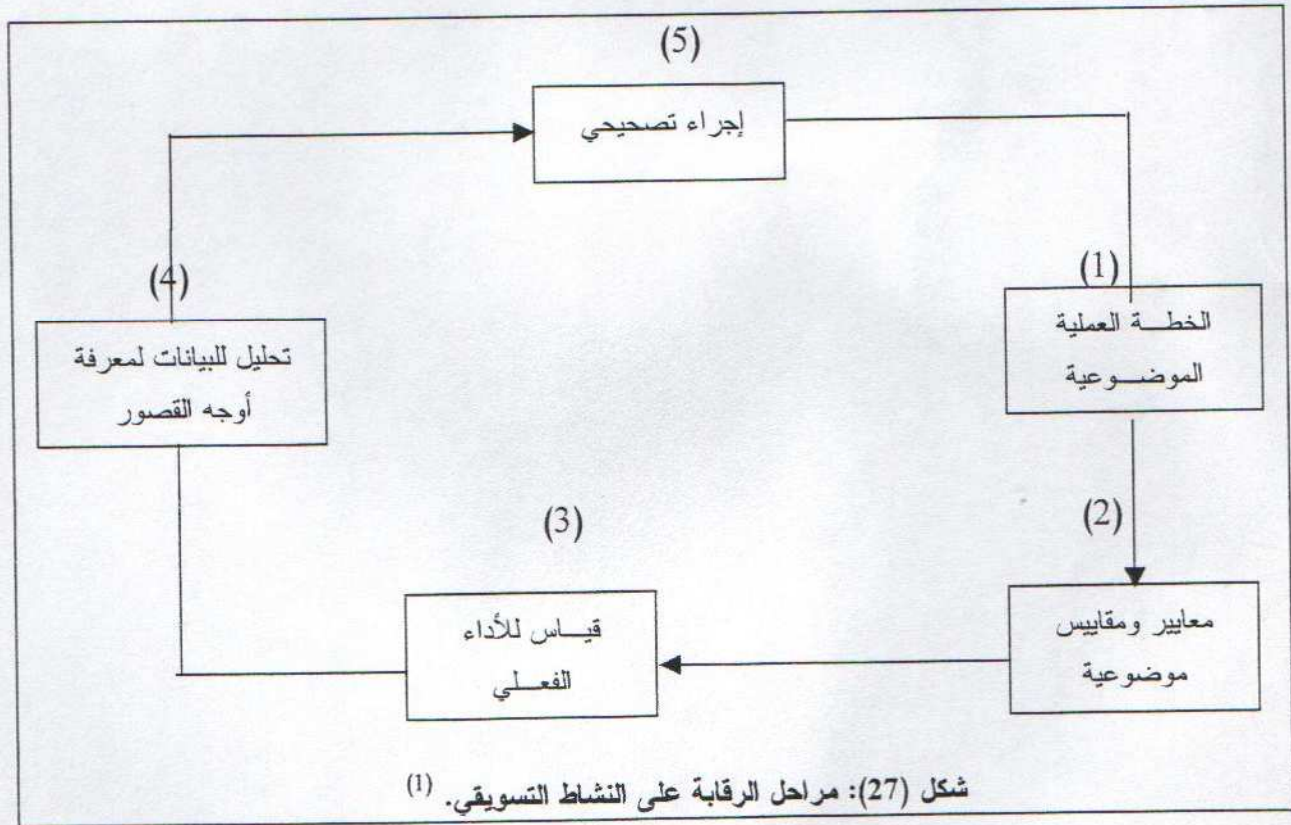 (5)
إجراء تصحيحي
(1)
الخطة العملية
الموضوعية
(4)
تحليل للبيانات لمعرفة
أوجه القصور
(2)
معايير ومقاييس
موضوعية
(3)
قياس للأداء
الفعلي
شكل (27): مراحل الرقابة على النشاط التسويقي. (1)